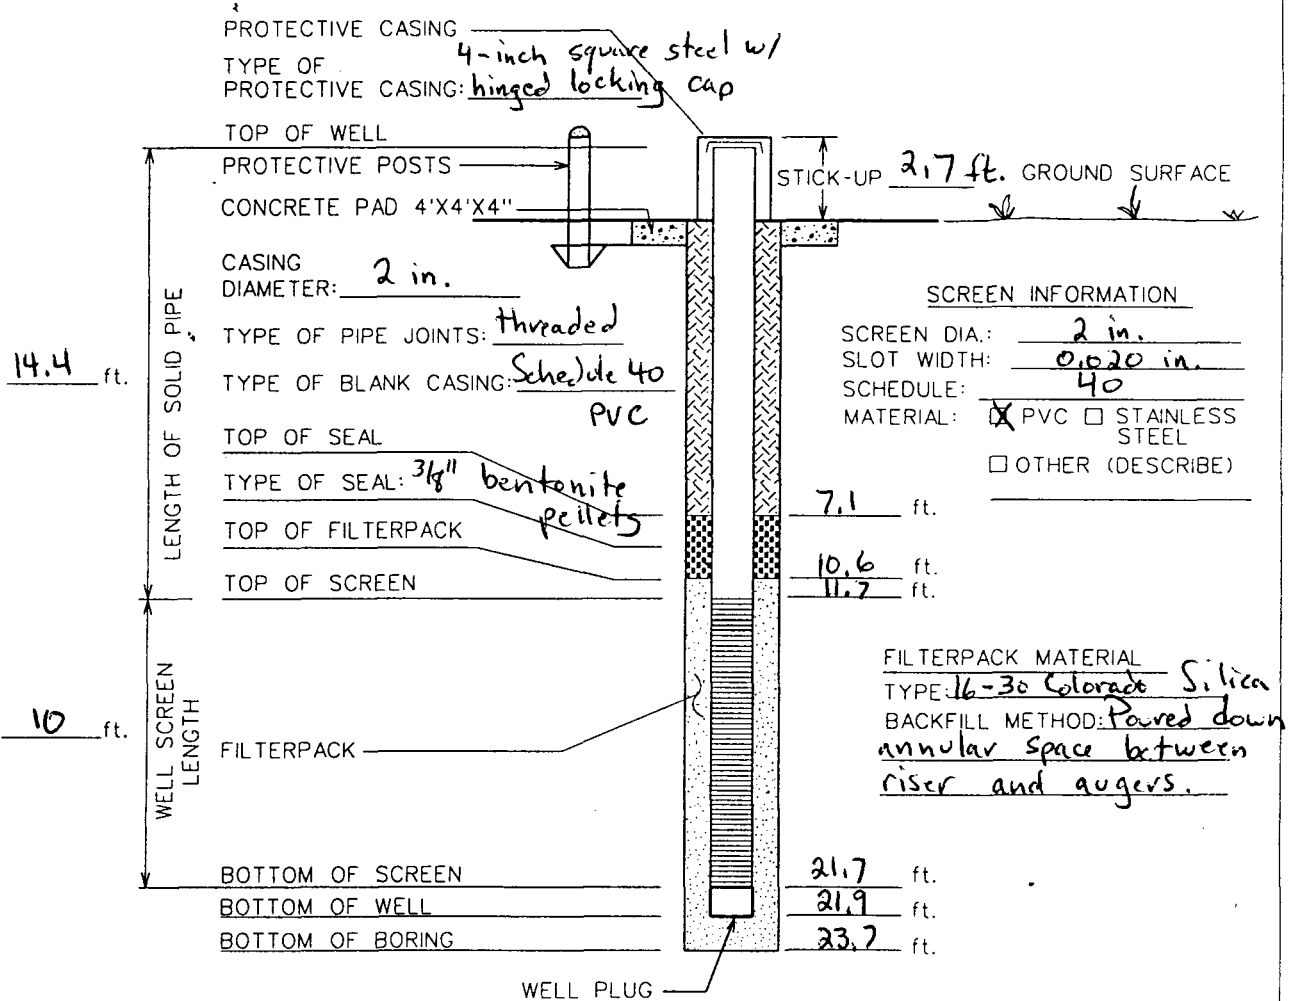 PROTECTIVE CASING
TYPE OF 4-inch square steel w/
PROTECTIVE CASING: hinged locking cap
TOP OF WELL
PROTECTIVE POSTS
STICK-UP 2.7 ft. GROUND SURFACE
CONCRETE PAD 4'X4'X4"
CASING
DIAMETER: 2 in.
SCREEN INFORMATION
TYPE OF PIPE JOINTS: threaded
SCREEN DIA.: 2 in.
SLOT WIDTH: 0.020 in.
14.4 ft.
LENGTH OF SOLID PIPE
TYPE OF BLANK CASING: Schedule 40
PVC
SCHEDULE: 40
MATERIAL: ☒ PVC ☐ STAINLESS
STEEL
☐ OTHER (DESCRIBE)
TOP OF SEAL
TYPE OF SEAL: 3/8" bentonite
pellets
7.1 ft.
TOP OF FILTERPACK
10.6 ft.
TOP OF SCREEN
11.7 ft.
FILTERPACK MATERIAL
TYPE: 16-30 Colorado Silica
BACKFILL METHOD: Poured down
annular space between
riser and augers.
10 ft.
WELL SCREEN
LENGTH
FILTERPACK
BOTTOM OF SCREEN
21.7 ft.
BOTTOM OF WELL
21.9 ft.
BOTTOM OF BORING
23.7 ft.
WELL PLUG